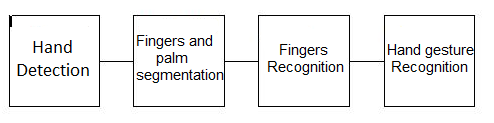 Hand
Detection
Fingers and
palm
segmentation
Fingers
Recognition
Hand gesture
Recognition